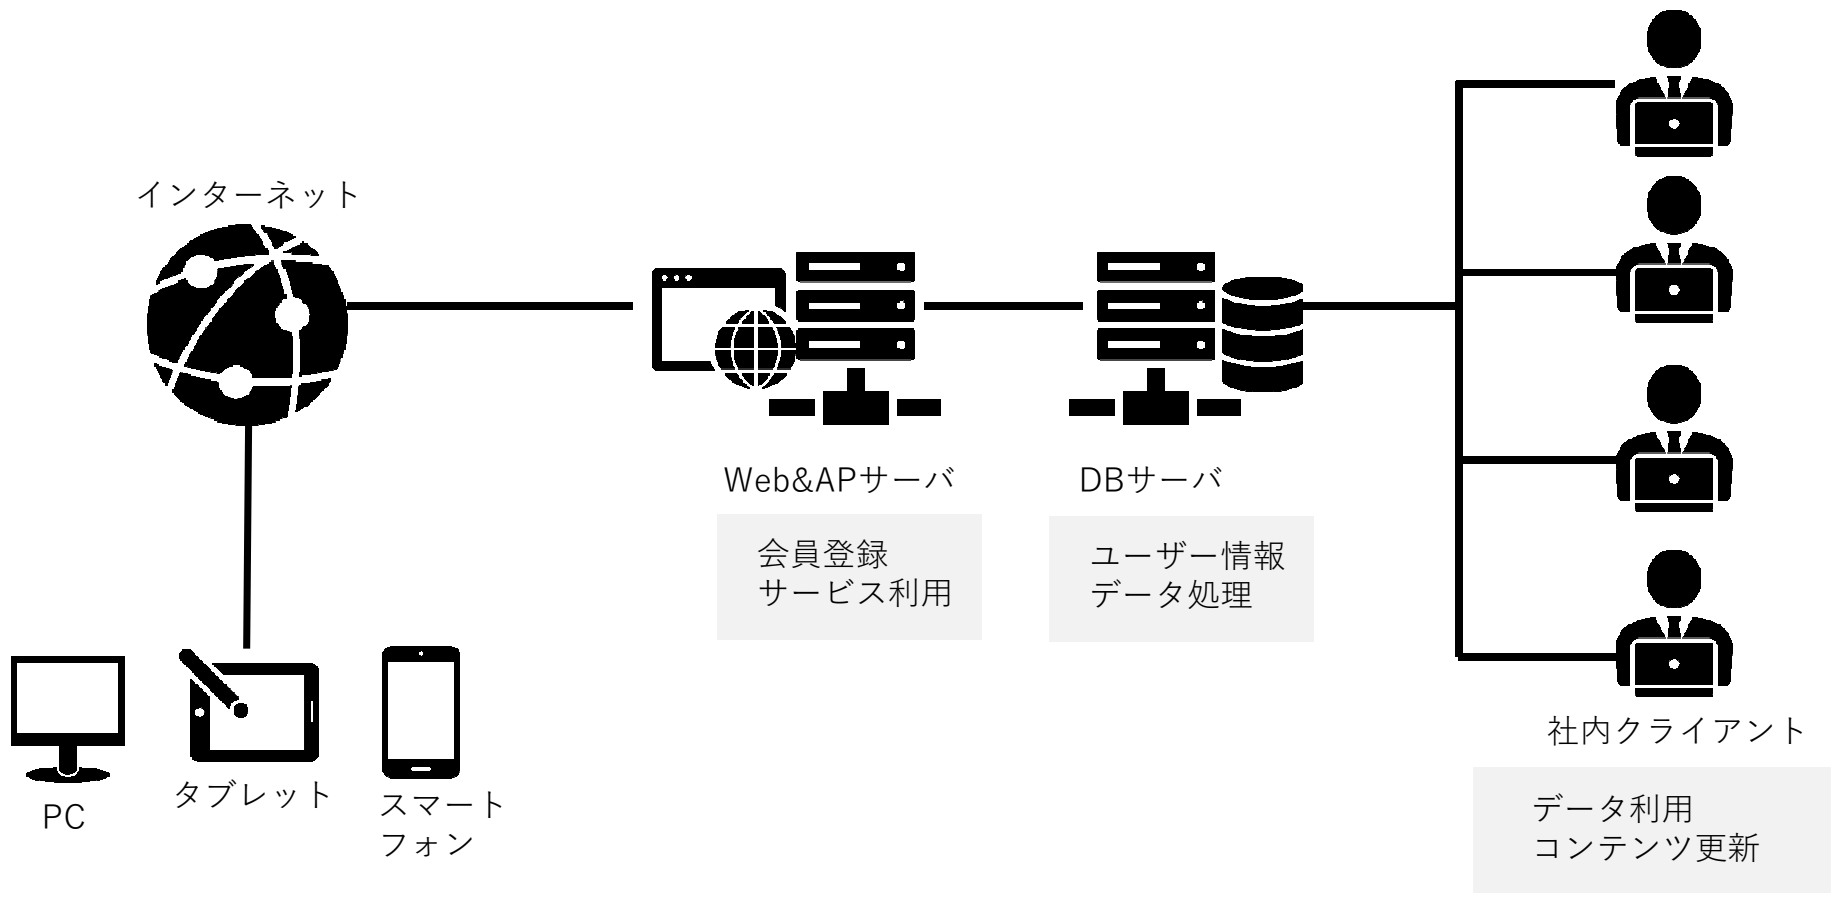 インターネット
Web&APサーバ
DBサーバ
会員登録
サービス利用
ユーザー情報
データ処理
社内クライアント
データ利用
コンテンツ更新
PC
タブレット
スマート
フォン